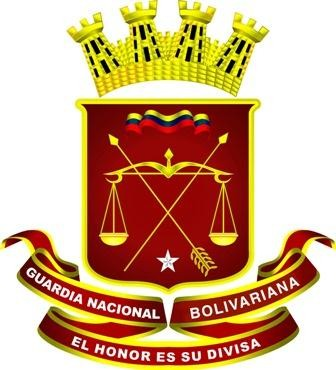 GUARDIA NACIONAL BOLIVARIANA
EL HONOR ES SU DIVISA